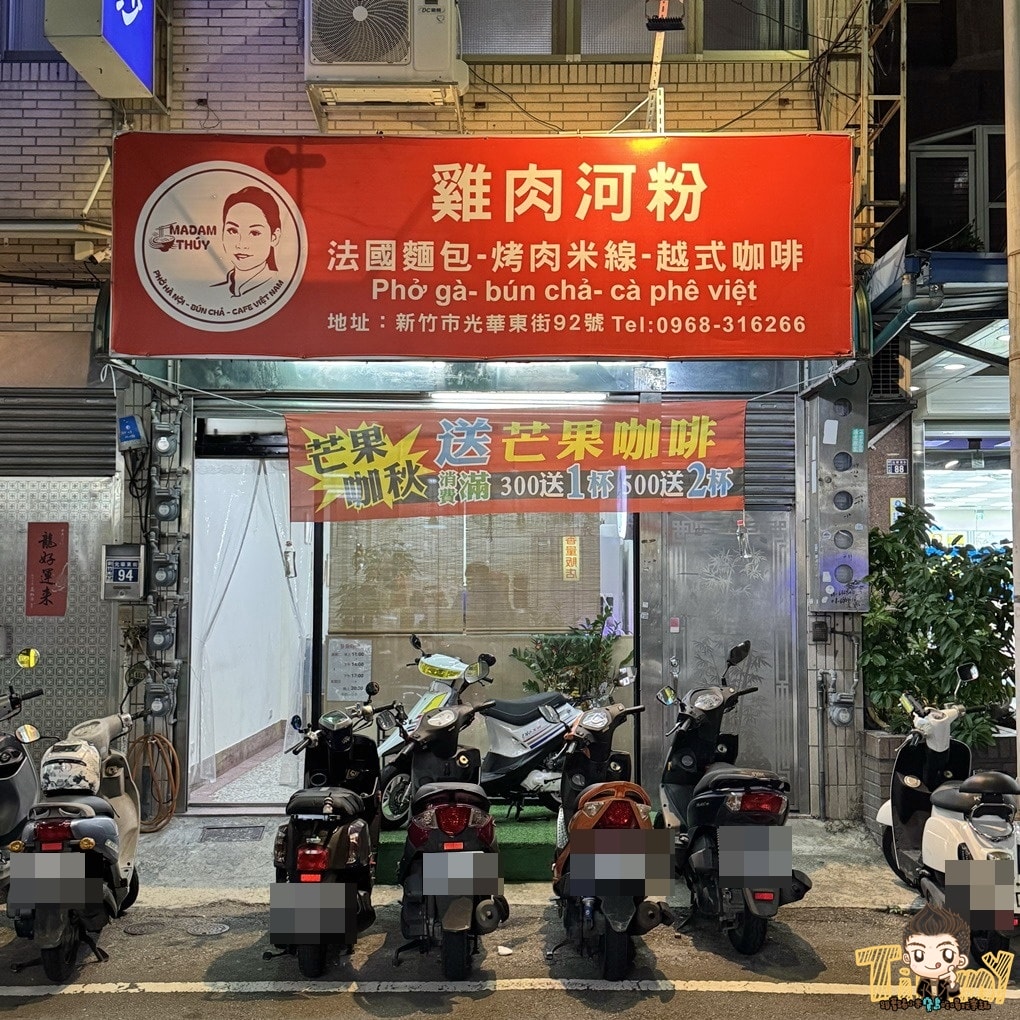 雞肉河粉
MADAM
THÚY
PHỞ HÀ NỘI - BÚN CHẢ - CAFE VIỆT NAM
法國麵包-烤肉米線-越式咖啡
Phở gà- bún chả- cà phê việt
地址：新竹市光華東街92號 Tel:0968-316266
芒果
咖秋
送芒果咖啡
消費滿 300送1杯 500送2杯
龍好運來
94
88
DC
TimmY